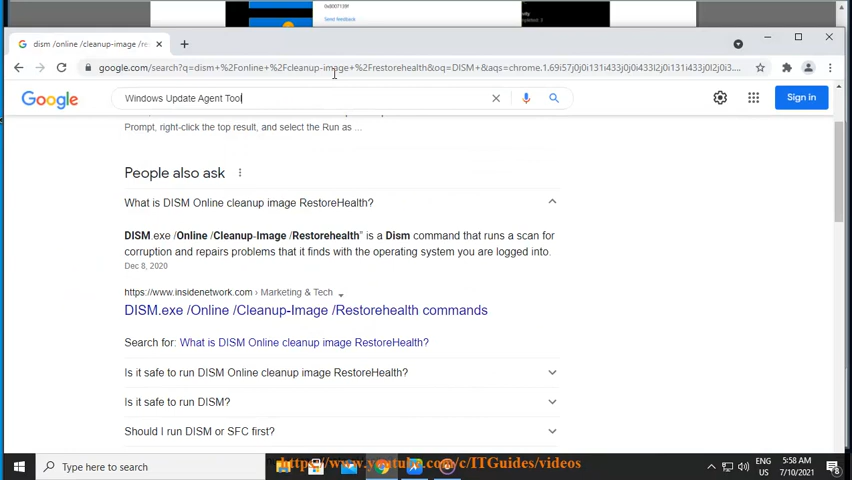 0x8007139f
Send feedback
dism /online /cleanup-image /re
google.com/search?q=dism+%2Fonline+%2Fcleanup-image+%2Frestorehealth&oq=DISM+&aqs=chrome.1.69i57j0j0i131i433j0j0i433l2j0i3...
Google
Windows Update Agent Tool
Sign in
Prompt, right-click the top result, and select the Run as ...
People also ask
What is DISM Online cleanup image RestoreHealth?
DISM.exe /Online /Cleanup-Image /Restorehealth" is a Dism command that runs a scan for
corruption and repairs problems that it finds with the operating system you are logged into.
Dec 8, 2020
https://www.insidenetwork.com › Marketing & Tech
DISM.exe /Online /Cleanup-Image /Restorehealth commands
Search for: What is DISM Online cleanup image RestoreHealth?
Is it safe to run DISM Online cleanup image RestoreHealth?
Is it safe to run DISM?
Should I run DISM or SFC first?
Type here to search
https://www.youtube.com/c/ITGuides/videos
ENG
US
5:58 AM
7/10/2021
8